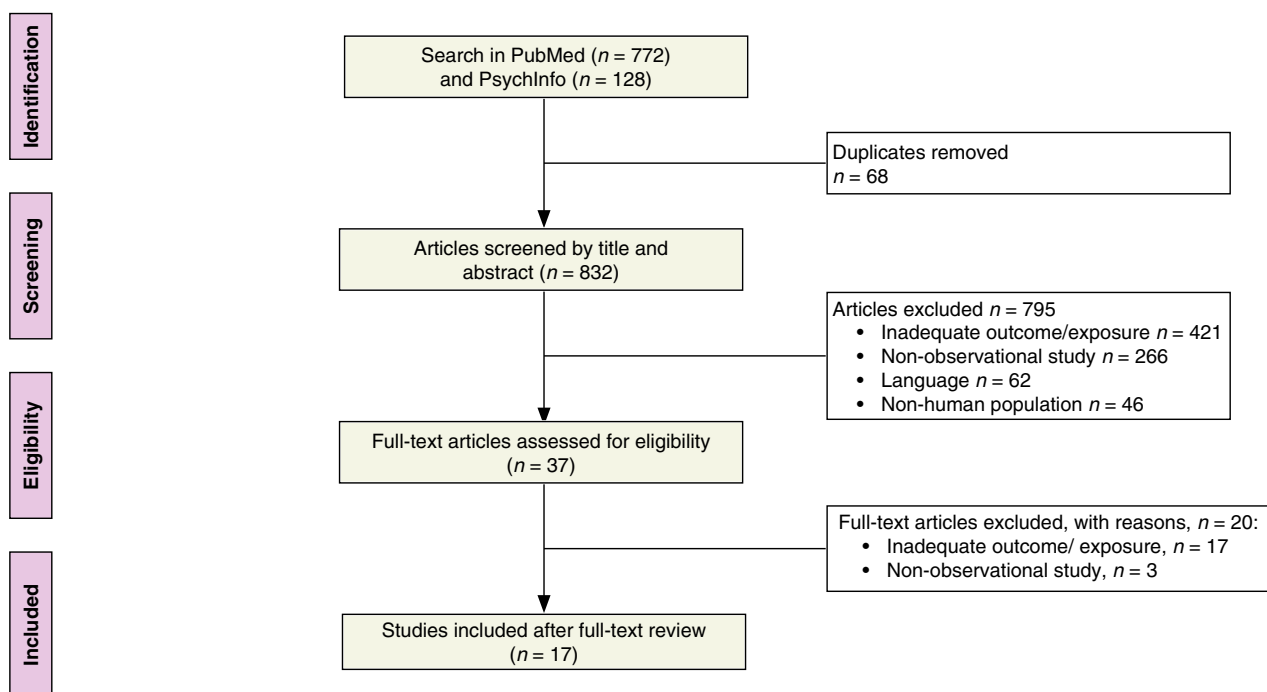 Identification
Search in PubMed (n = 772)
and PsychInfo (n = 128)
Duplicates removed
n = 68
Screening
Articles screened by title and
abstract (n = 832)
Articles excluded n = 795
• Inadequate outcome/exposure n = 421
• Non-observational study n = 266
• Language n = 62
• Non-human population n = 46
Eligibility
Full-text articles assessed for eligibility
(n = 37)
Full-text articles excluded, with reasons, n = 20:
• Inadequate outcome/ exposure, n = 17
• Non-observational study, n = 3
Included
Studies included after full-text review
(n = 17)